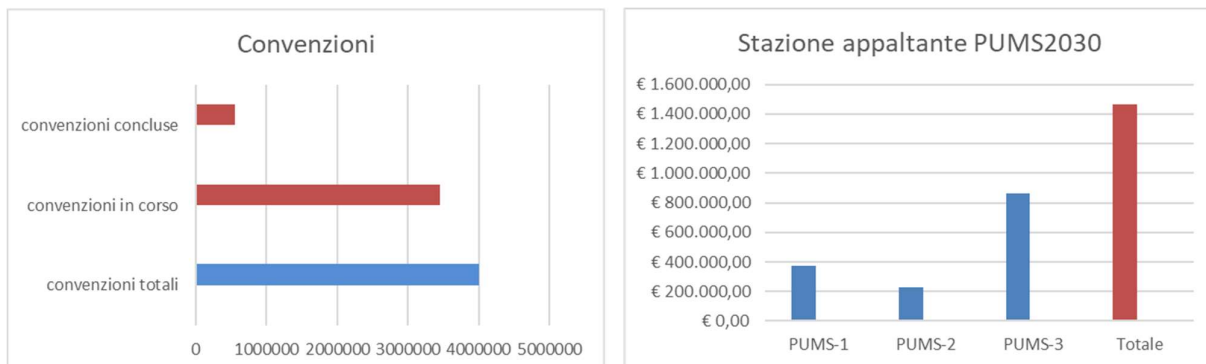 Convenzioni
convenzioni concluse
convenzioni in corso
convenzioni totali
0 1000000 2000000 3000000 4000000 5000000
Stazione appaltante PUMS2030
€ 1.600.000,00
€ 1.400.000,00
€ 1.200.000,00
€ 1.000.000,00
€ 800.000,00
€ 600.000,00
€ 400.000,00
€ 200.000,00
€ 0,00
PUMS-1 PUMS-2 PUMS-3 Totale